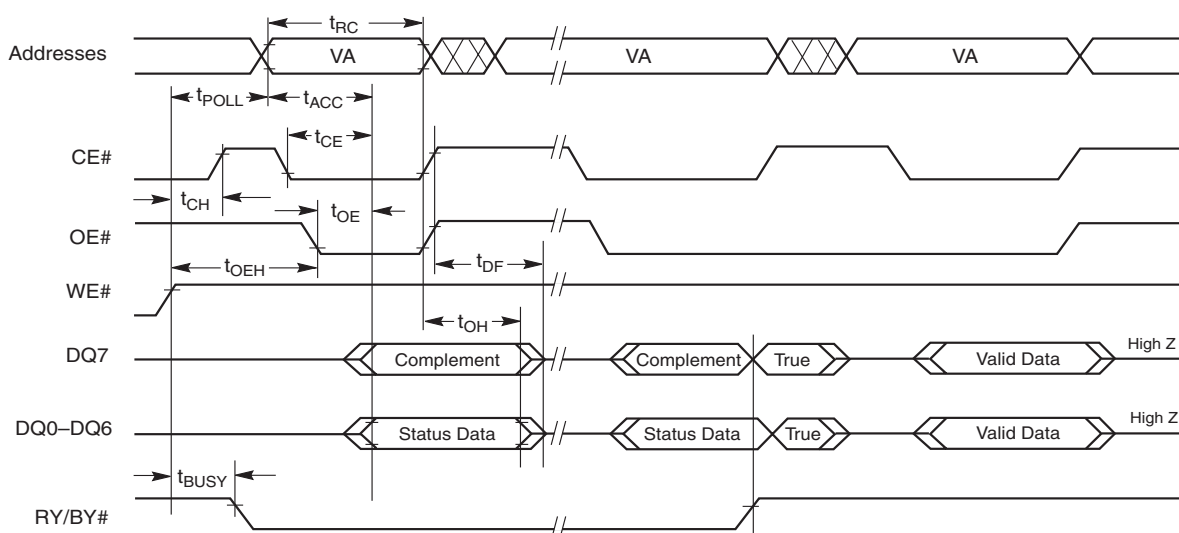 tRC
Addresses VA VA VA
tPOLL tACC
tCE
CE#
tCH tOE
OE#
tOEH tDF
WE#
tOH
DQ7 Complement Complement True Valid Data High Z
DQ0–DQ6 Status Data Status Data True Valid Data High Z
tBUSY
RY/BY#